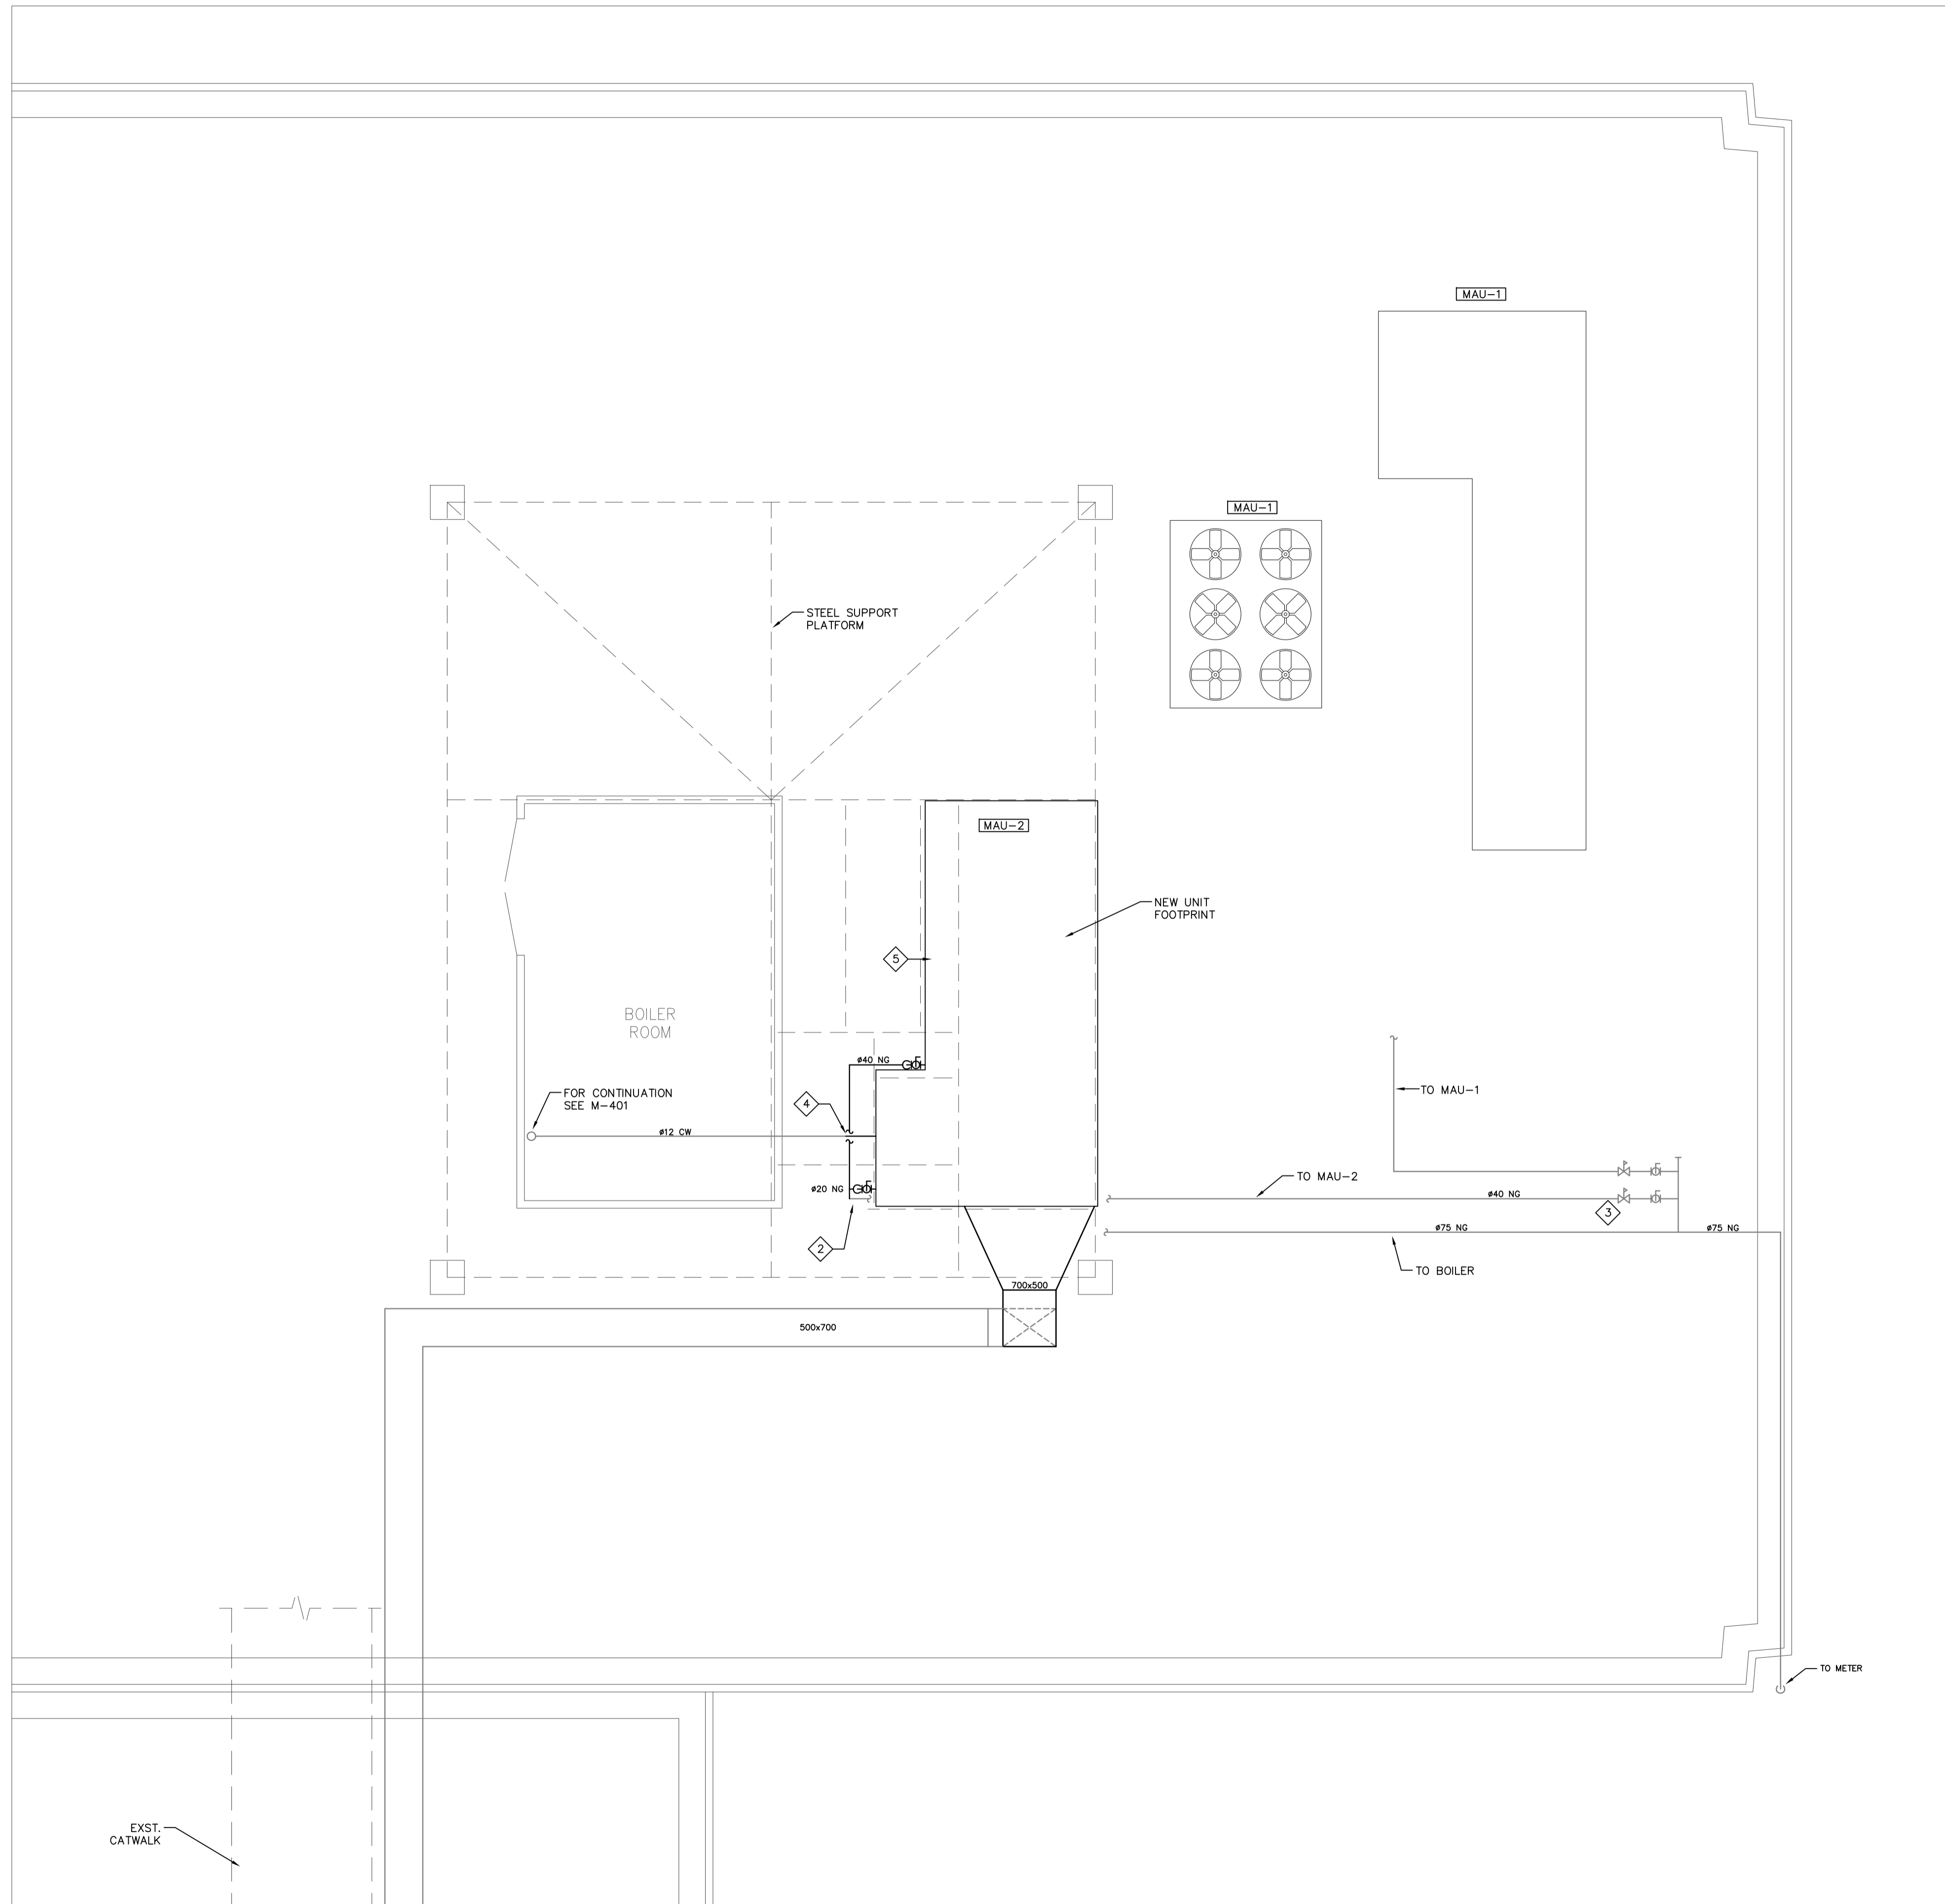 MAU-1
MAU-1
STEEL SUPPORT
PLATFORM
MAU-2
NEW UNIT
FOOTPRINT
5
BOILER
ROOM
ø40 NG
FOR CONTINUATION
SEE M-401
4
TO MAU-1
ø12 CW
TO MAU-2
ø20 NG
ø40 NG
3
2
ø75 NG
ø75 NG
TO BOILER
700x500
500x700
TO METER
EXST.
CATWALK